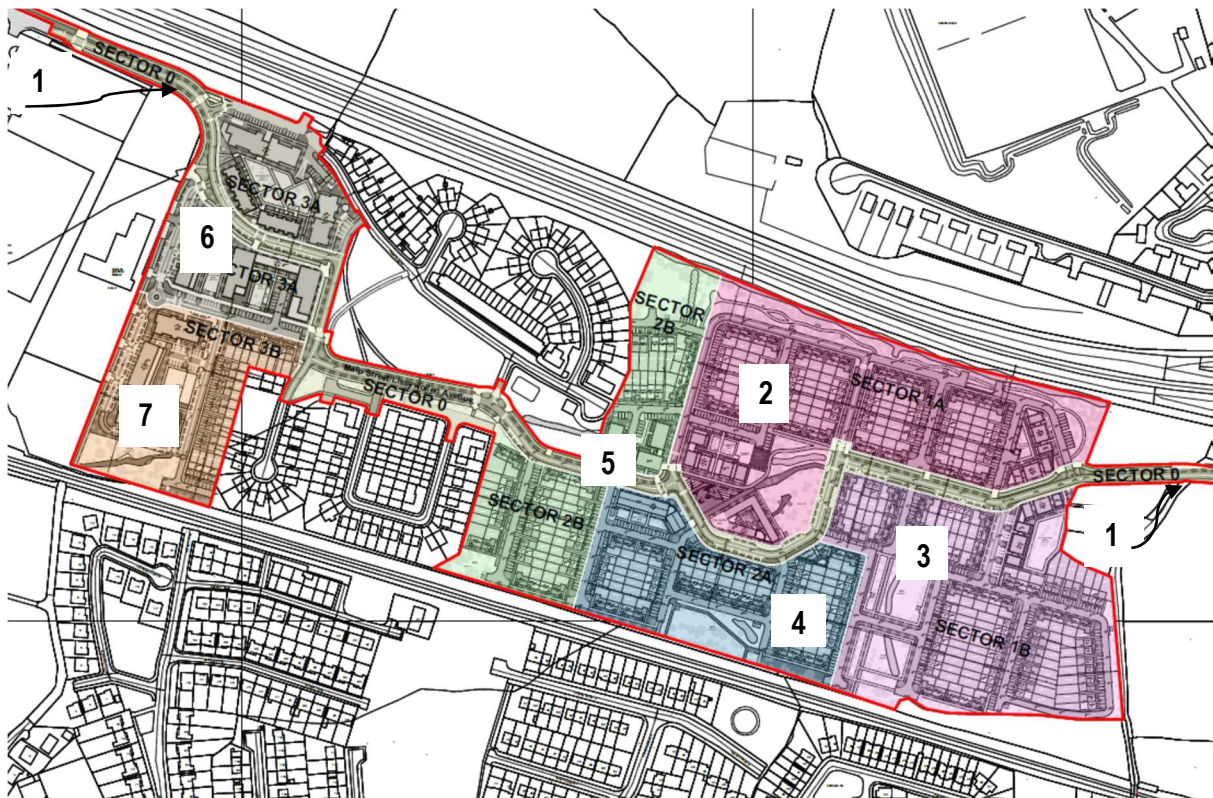 SECTOR 0
1
SECTOR 3A
6
SECTOR 3A
SECTOR 3B
7
SECTOR 0
SECTOR
2B
2
SECTOR 1A
5
SECTOR 0
1
SECTOR 2B
SECTOR 2A
3
4
SECTOR 1B